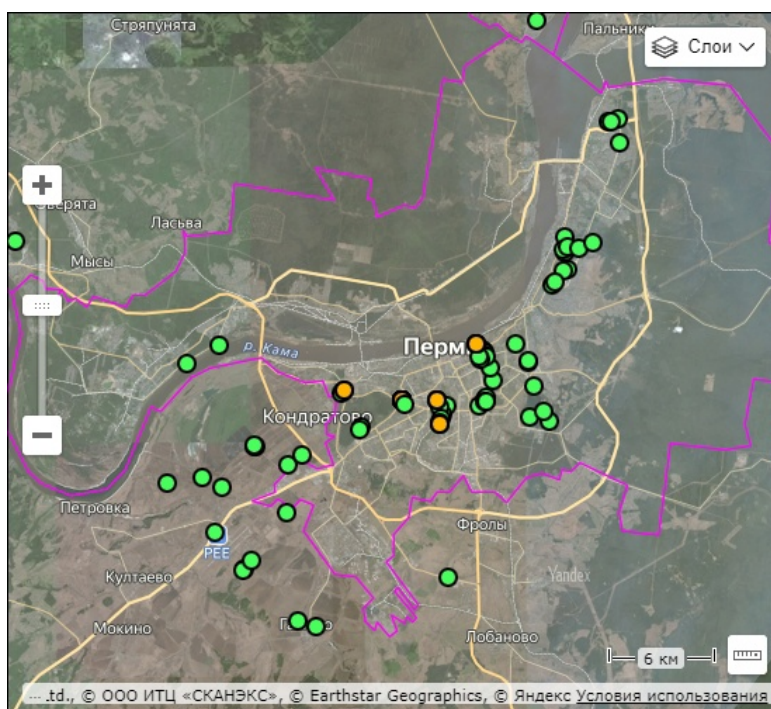 Стряпунята
Пальники
Слои
+
Ласьва
Мысы
р. Кама
Кондратово
−
Петровка
Фролы
PEE
Култаево
Yandex
Мокино
Лобаново
6 км
... .td., © ООО ИТЦ «СКАНЭКС», © Earthstar Geographics, © Яндекс Условия использования